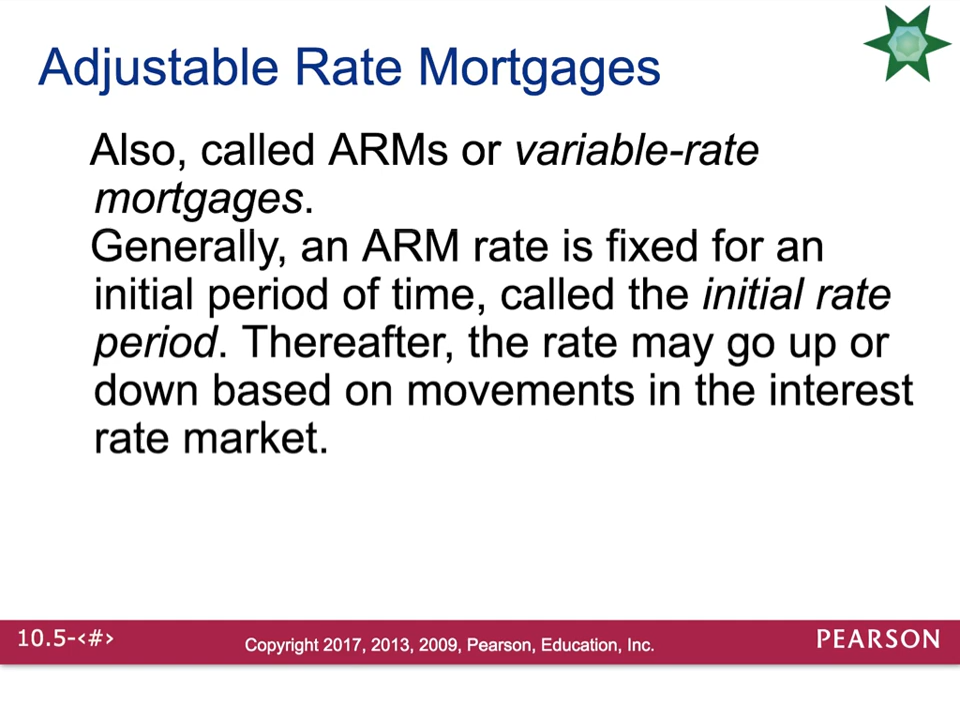 Adjustable Rate Mortgages
Also, called ARMs or variable-rate
mortgages.
Generally, an ARM rate is fixed for an
initial period of time, called the initial rate
period. Thereafter, the rate may go up or
down based on movements in the interest
rate market.
10.5-‹#›
Copyright 2017, 2013, 2009, Pearson, Education, Inc.
PEARSON